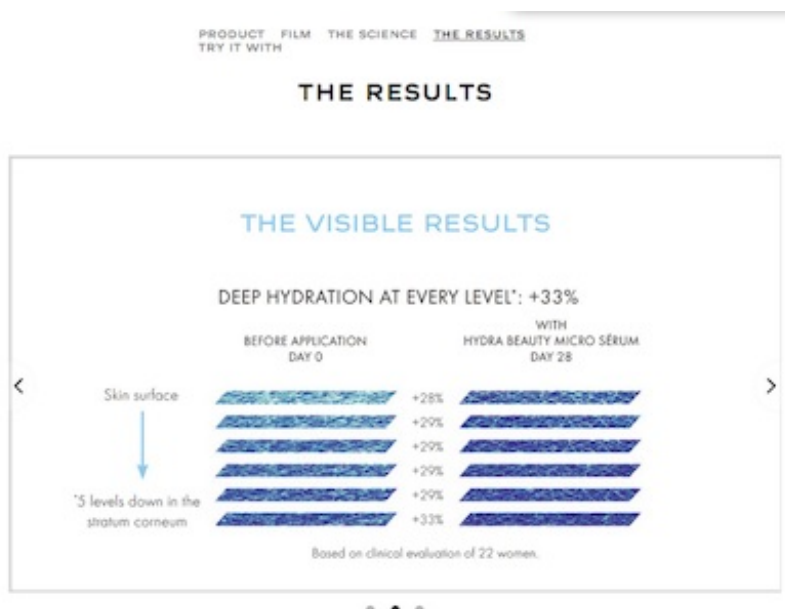 PRODUCT FILM THE SCIENCE THE RESULTS
TRY IT WITH
THE RESULTS
THE VISIBLE RESULTS
DEEP HYDRATION AT EVERY LEVEL*: +33%
BEFORE APPLICATION
DAY 0
WITH
HYDRA BEAUTY MICRO SÉRUM
DAY 28
Skin surface
+28%
+29%
+29%
+29%
+29%
+33%
*5 levels down in the
stratum corneum
Based on clinical evaluation of 22 women.